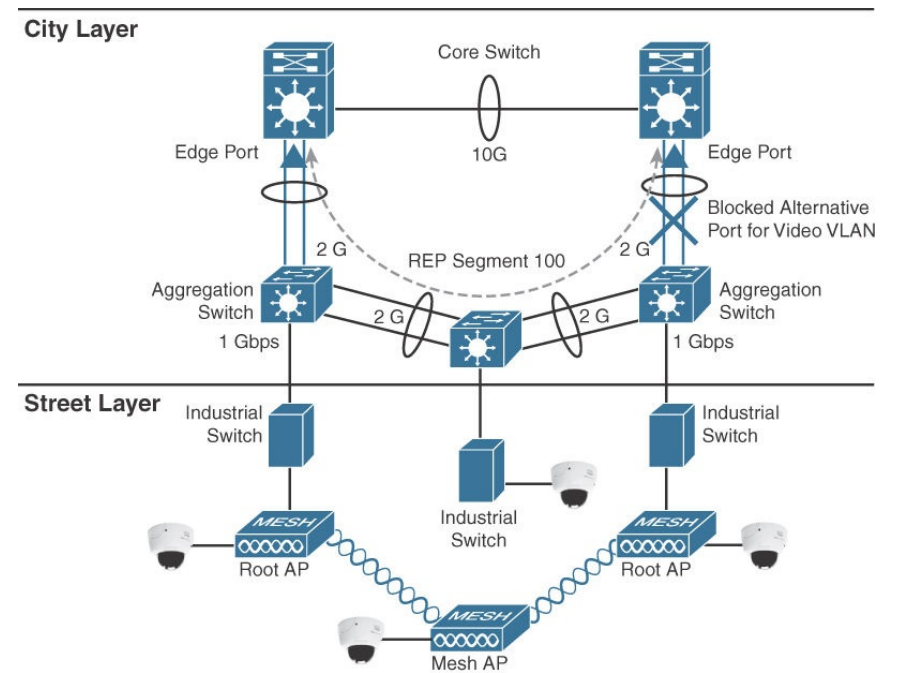 City Layer
Core Switch
Edge Port
10G
Edge Port
Blocked Alternative
Port for Video VLAN
2 G
REP Segment 100
2 G
Aggregation
Switch
2 G
2 G
Aggregation
Switch
1 Gbps
1 Gbps
Street Layer
Industrial
Switch
Industrial
Switch
MESH
Root AP
Industrial
Switch
MESH
Root AP
MESH
Mesh AP